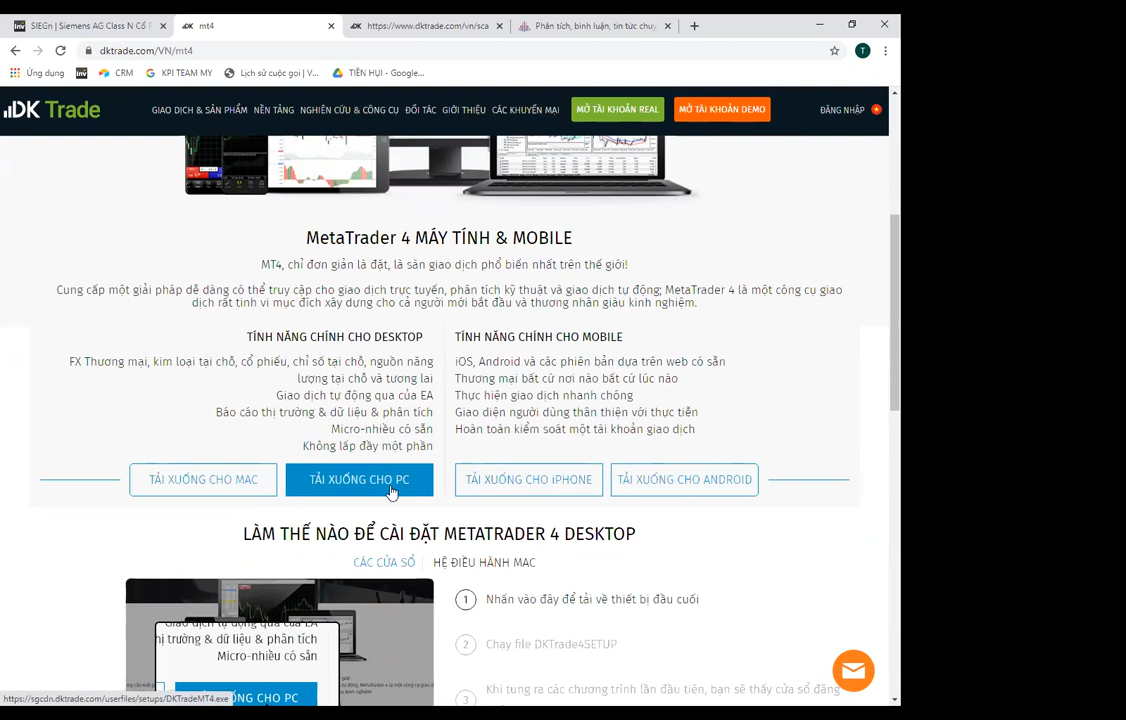 SIEGn | Siemens AG Class N Cổ P
mt4
https://www.dktrade.com/vn/sca
Phân tích, bình luận, tin tức chuy
dktrade.com/VN/mt4
T
Ứng dụng
Inv
CRM
KPI TEAM MY
Lịch sử cuộc gọi | V...
TIỀN HỤI - Google...
DK Trade
GIAO DỊCH & SẢN PHẨM
NỀN TẢNG
NGHIÊN CỨU & CÔNG CỤ
ĐỐI TÁC
GIỚI THIỆU
CÁC KHUYẾN MẠI
MỞ TÀI KHOẢN REAL
MỞ TÀI KHOẢN DEMO
ĐĂNG NHẬP
MetaTrader 4 MÁY TÍNH & MOBILE
MT4, chỉ đơn giản là đặt, là sàn giao dịch phổ biến nhất trên thế giới!
Cung cấp một giải pháp dễ dàng có thể truy cập cho giao dịch trực tuyến, phân tích kỹ thuật và giao dịch tự động; MetaTrader 4 là một công cụ giao
dịch rất tinh vi mục đích xây dựng cho cả người mới bắt đầu và thương nhân giàu kinh nghiệm.
TÍNH NĂNG CHÍNH CHO DESKTOP
FX Thương mại, kim loại tại chỗ, cổ phiếu, chỉ số tại chỗ, nguồn năng
lượng tại chỗ và tương lai
Giao dịch tự động qua của EA
Báo cáo thị trường & dữ liệu & phân tích
Micro-nhiều có sẵn
Không lấp đầy một phần
TẢI XUỐNG CHO MAC
TẢI XUỐNG CHO PC
TÍNH NĂNG CHÍNH CHO MOBILE
iOS, Android và các phiên bản dựa trên web có sẵn
Thương mại bất cứ nơi nào bất cứ lúc nào
Thực hiện giao dịch nhanh chóng
Giao diện người dùng thân thiện với thực tiễn
Hoàn toàn kiểm soát một tài khoản giao dịch
TẢI XUỐNG CHO iPHONE
TẢI XUỐNG CHO ANDROID
LÀM THẾ NÀO ĐỂ CÀI ĐẶT METATRADER 4 DESKTOP
CÁC CỬA SỔ
HỆ ĐIỀU HÀNH MAC
1 Nhấn vào đây để tải về thiết bị đầu cuối
2 Chạy file DKTrade4SETUP
3 Khi tung ra các chương trình lần đầu tiên, bạn sẽ thấy cửa sổ đăng
Giao dịch tự động qua của EA
hị trường & dữ liệu & phân tích
Micro-nhiều có sẵn
ỐNG CHO PC
https://sgcdn.dktrade.com/userfiles/setups/DKTradeMT4.exe